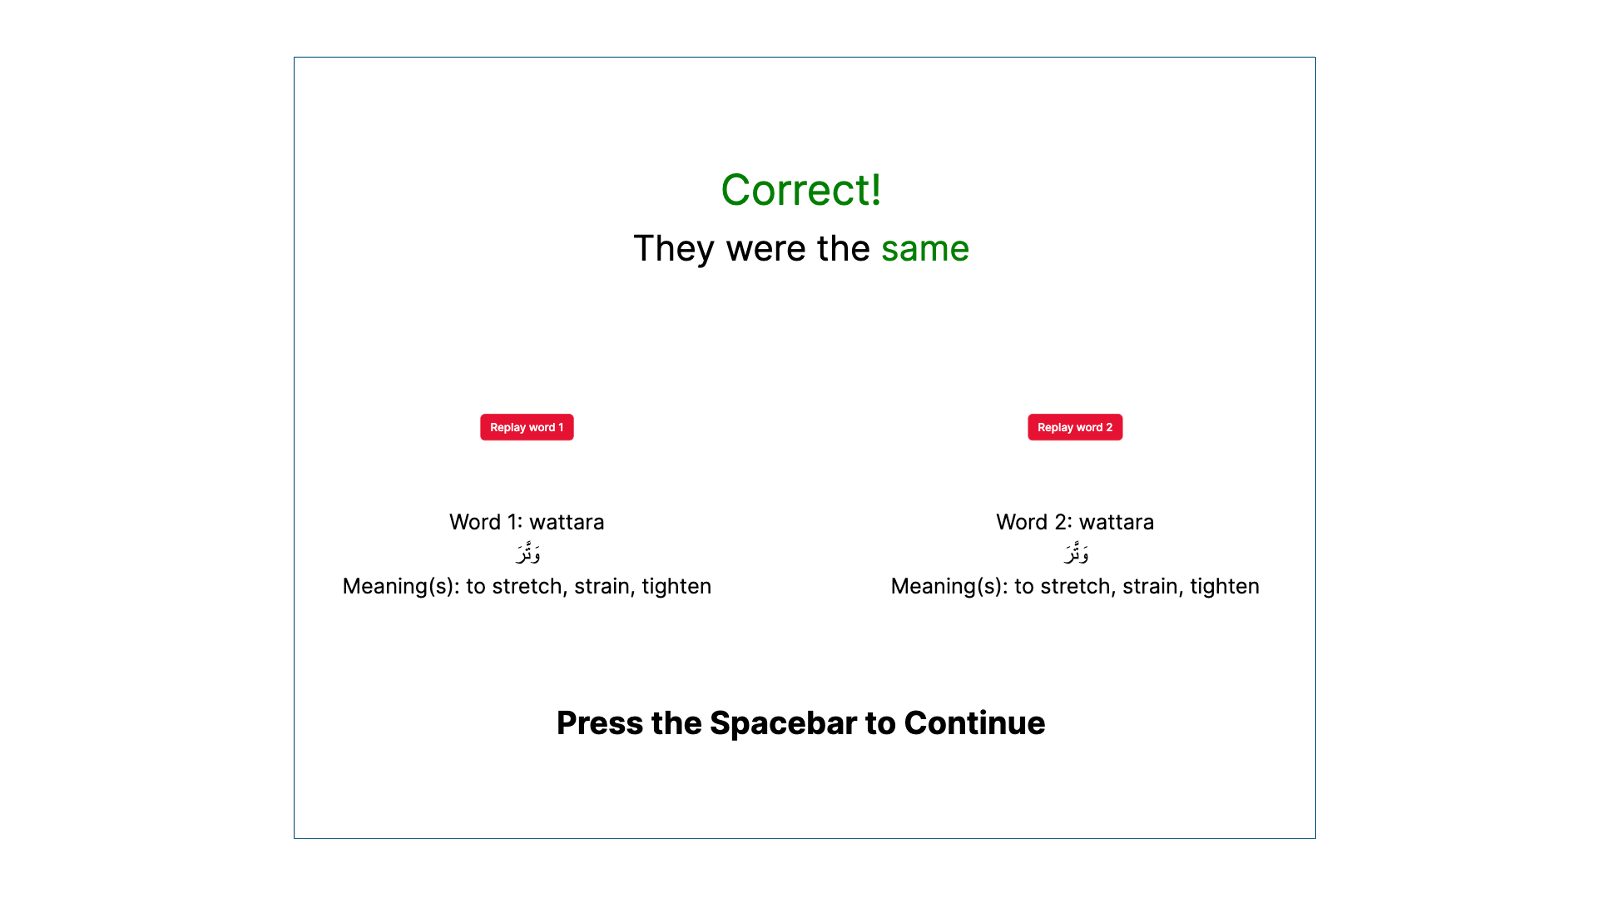 Correct!
They were the same
Replay word 1
Replay word 2
Word 1: wattara
وَتَّرَ
Meaning(s): to stretch, strain, tighten
Word 2: wattara
وَتَّرَ
Meaning(s): to stretch, strain, tighten
Press the Spacebar to Continue